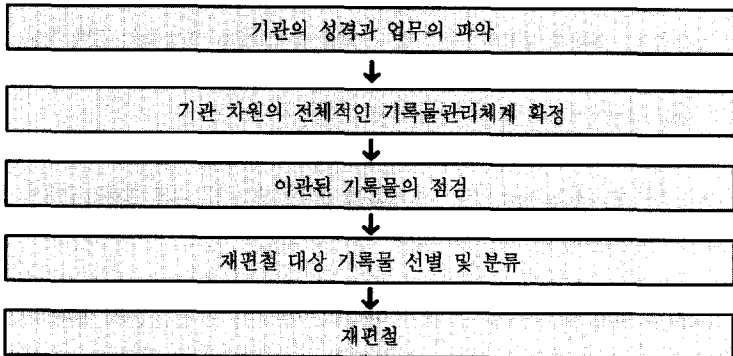 기관의 성격과 업무의 파악
기관 차원의 전체적인 기록물관리체계 확정
이관된 기록물의 점검
재편철 대상 기록물 선별 및 분류
재편철